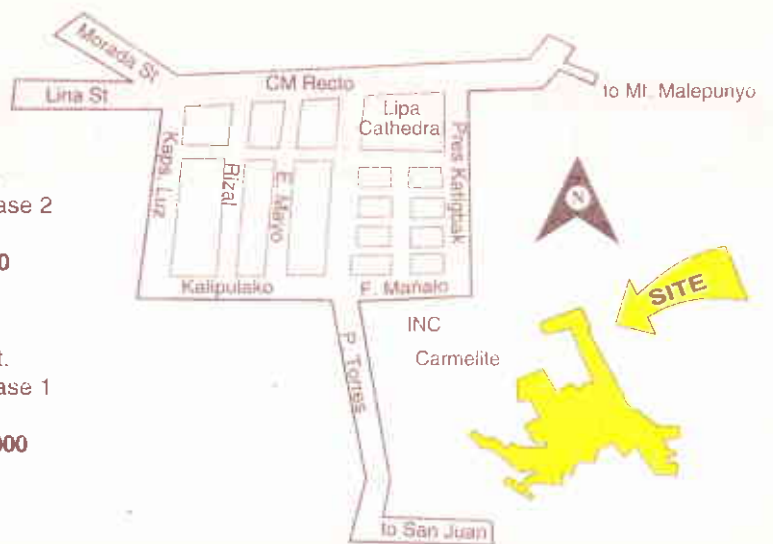 Morada St
Lina St
CM Recto
to Mt. Malepunyo
Lipa
Cathedra
Kaps. Luz
Rizal
E. Mayo
Pres Katigbak
N
ase 2
0
SITE
Kalipulako
F. Mañalo
INC
Carmelite
P. Torres
t.
ase 1
000
to San Juan